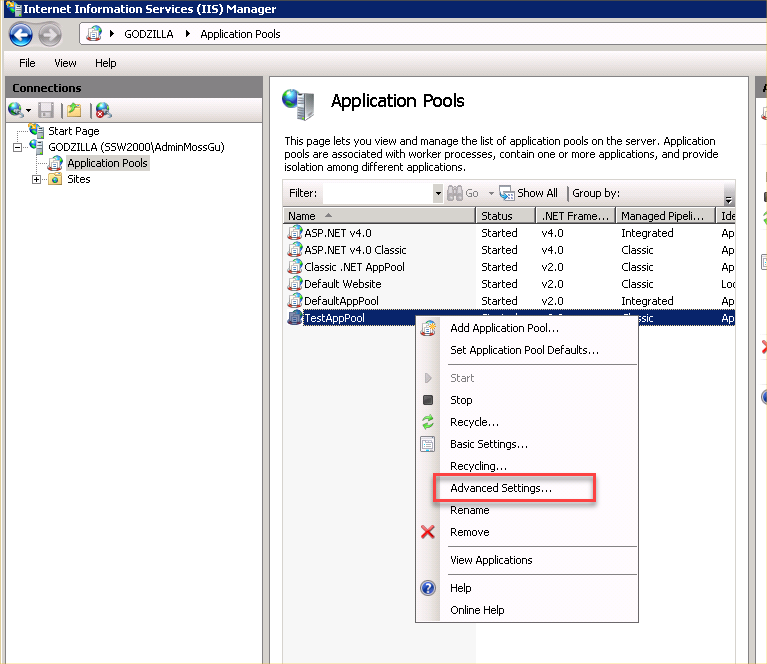 Internet Information Services (IIS) Manager
GODZILLA Application Pools
File View Help
Connections
Start Page
GODZILLA (SSW2000\AdminMossGu)
Application Pools
Sites
Application Pools
This page lets you view and manage the list of application pools on the server. Application
pools are associated with worker processes, contain one or more applications, and provide
isolation among different applications.
Filter: Go Show All Group by:
Name Status .NET Frame... Managed Pipeli... Ide
ASP.NET v4.0 Started v4.0 Integrated Ap
ASP.NET v4.0 Classic Started v4.0 Classic Ap
Classic .NET AppPool Started v2.0 Classic Ap
Default Website Started v2.0 Classic Loc
DefaultAppPool Started v2.0 Integrated Ap
TestAppPool Ap
Add Application Pool...
Set Application Pool Defaults...
Start
Stop
Recycle...
Basic Settings...
Recycling...
Advanced Settings...
Rename
Remove
View Applications
Help
Online Help